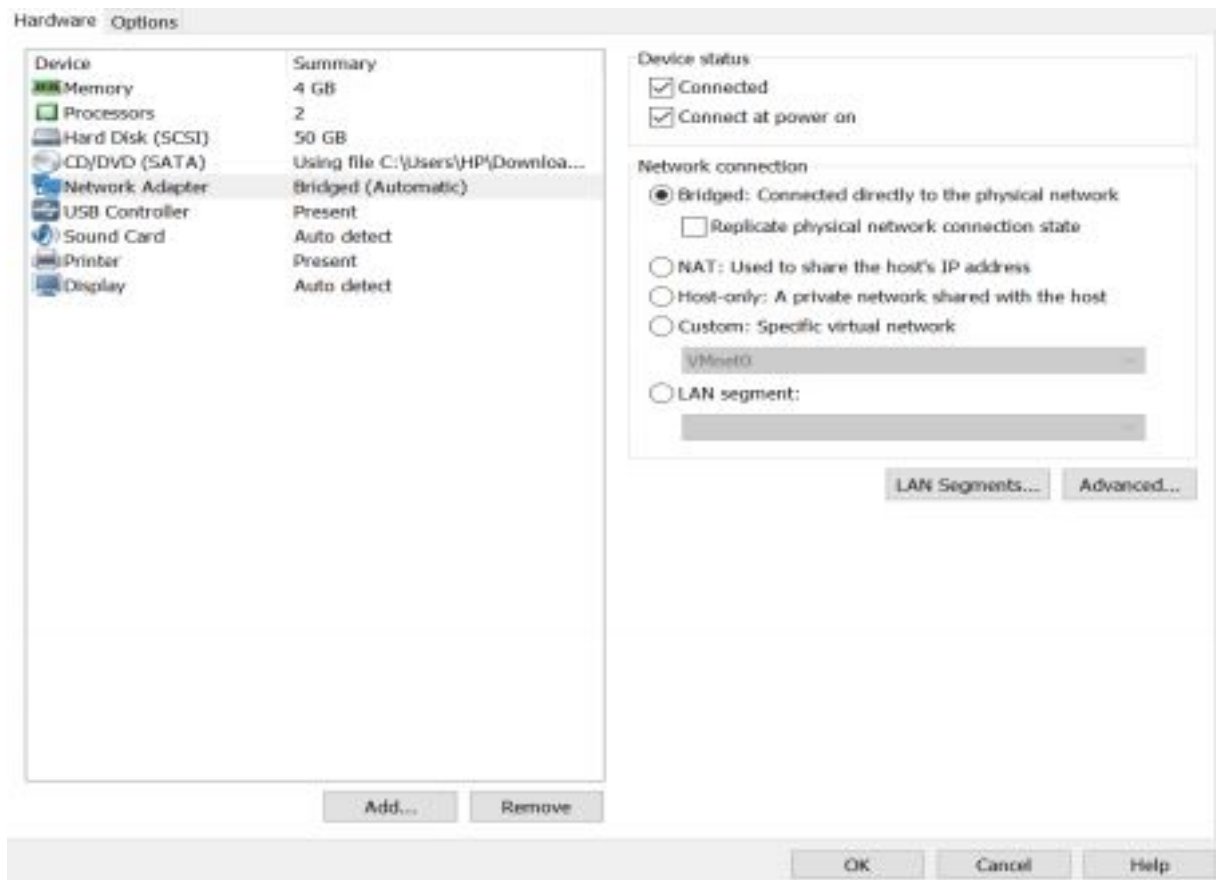 Hardware Options
Device Summary
Memory 4 GB
Processors 2
Hard Disk (SCSI) 50 GB
CD/DVD (SATA) Using file C:\Users\HP\Downloa...
Network Adapter Bridged (Automatic)
USB Controller Present
Sound Card Auto detect
Printer Present
Display Auto detect
Add... Remove
Device status
Connected
Connect at power on
Network connection
Bridged: Connected directly to the physical network
Replicate physical network connection state
NAT: Used to share the host's IP address
Host-only: A private network shared with the host
Custom: Specific virtual network
VMnet0
LAN segment:
LAN Segments... Advanced...
OK Cancel Help